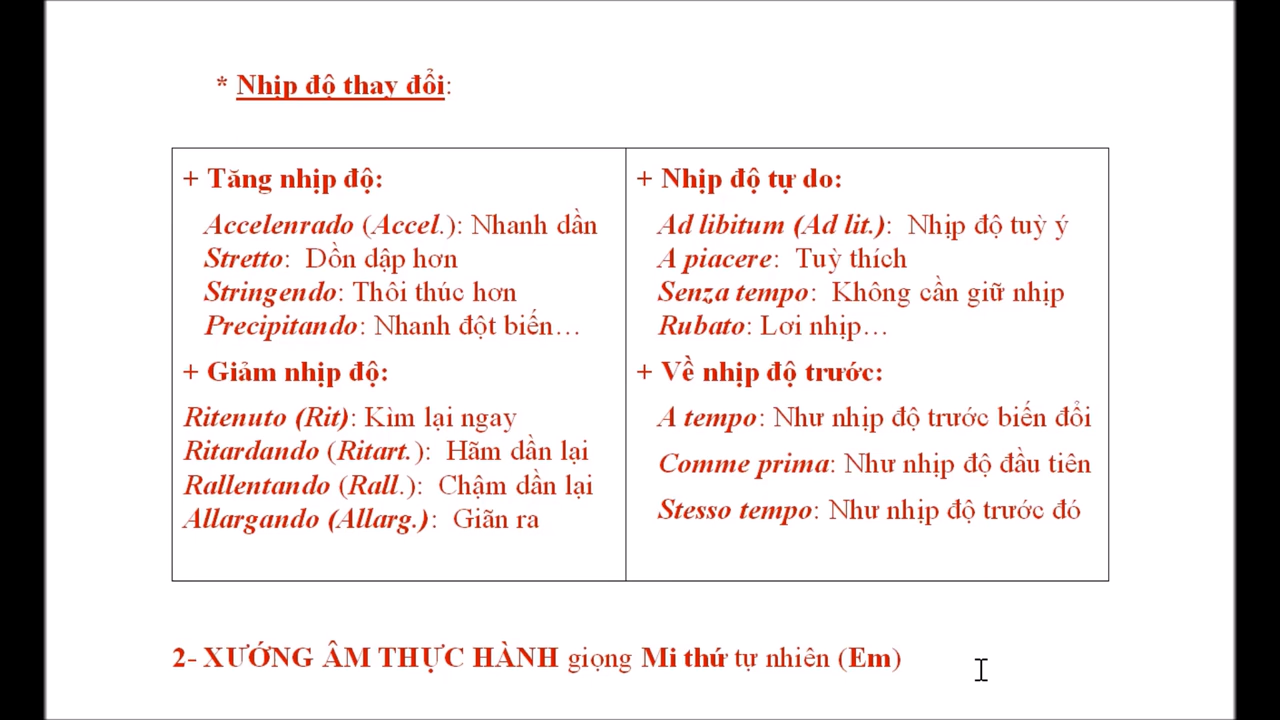 * Nhịp độ thay đổi:
+ Tăng nhịp độ:
Accelenrado (Accel.): Nhanh dần
Stretto: Dồn dập hơn
Stringendo: Thôi thúc hơn
Precipitando: Nhanh đột biến…
+ Giảm nhịp độ:
Ritenuto (Rit): Kìm lại ngay
Ritardando (Ritart.): Hãm dần lại
Rallentando (Rall.): Chậm dần lại
Allargando (Allarg.): Giãn ra
+ Nhịp độ tự do:
Ad libitum (Ad lit.): Nhịp độ tuỳ ý
A piacere: Tuỳ thích
Senza tempo: Không cần giữ nhịp
Rubato: Lơi nhịp…
+ Về nhịp độ trước:
A tempo: Như nhịp độ trước biến đổi
Comme prima: Như nhịp độ đầu tiên
Stesso tempo: Như nhịp độ trước đó
2- XƯỚNG ÂM THỰC HÀNH giọng Mi thứ tự nhiên (Em)